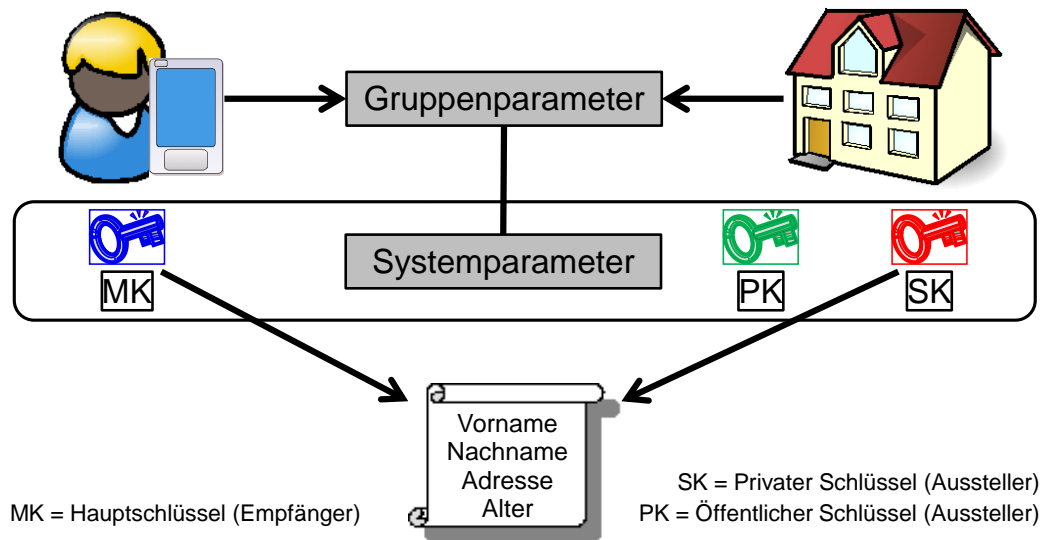 Gruppenparameter
Systemparameter
MK
PK
SK
Vorname
Nachname
Adresse
Alter
MK = Hauptschlüssel (Empfänger)
SK = Privater Schlüssel (Aussteller)
PK = Öffentlicher Schlüssel (Aussteller)